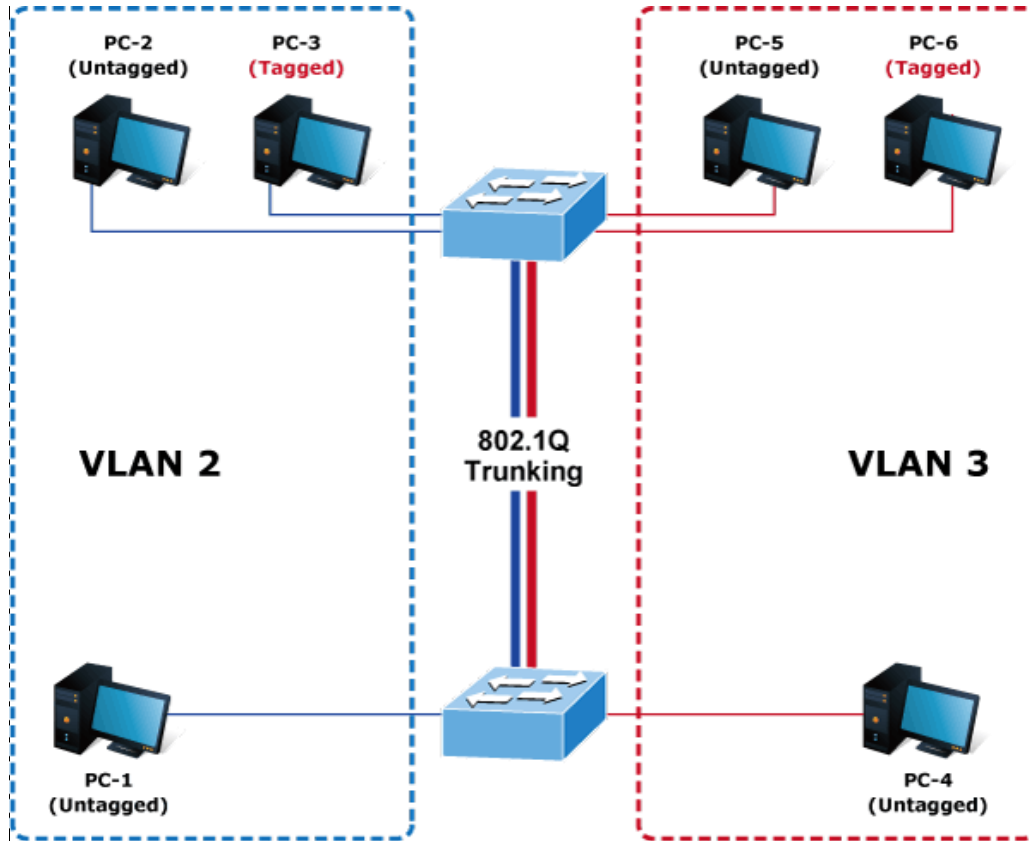 PC-2
(Untagged)
PC-3
(Tagged)
PC-5
(Untagged)
PC-6
(Tagged)
802.1Q
Trunking
VLAN 2
VLAN 3
PC-1
(Untagged)
PC-4
(Untagged)